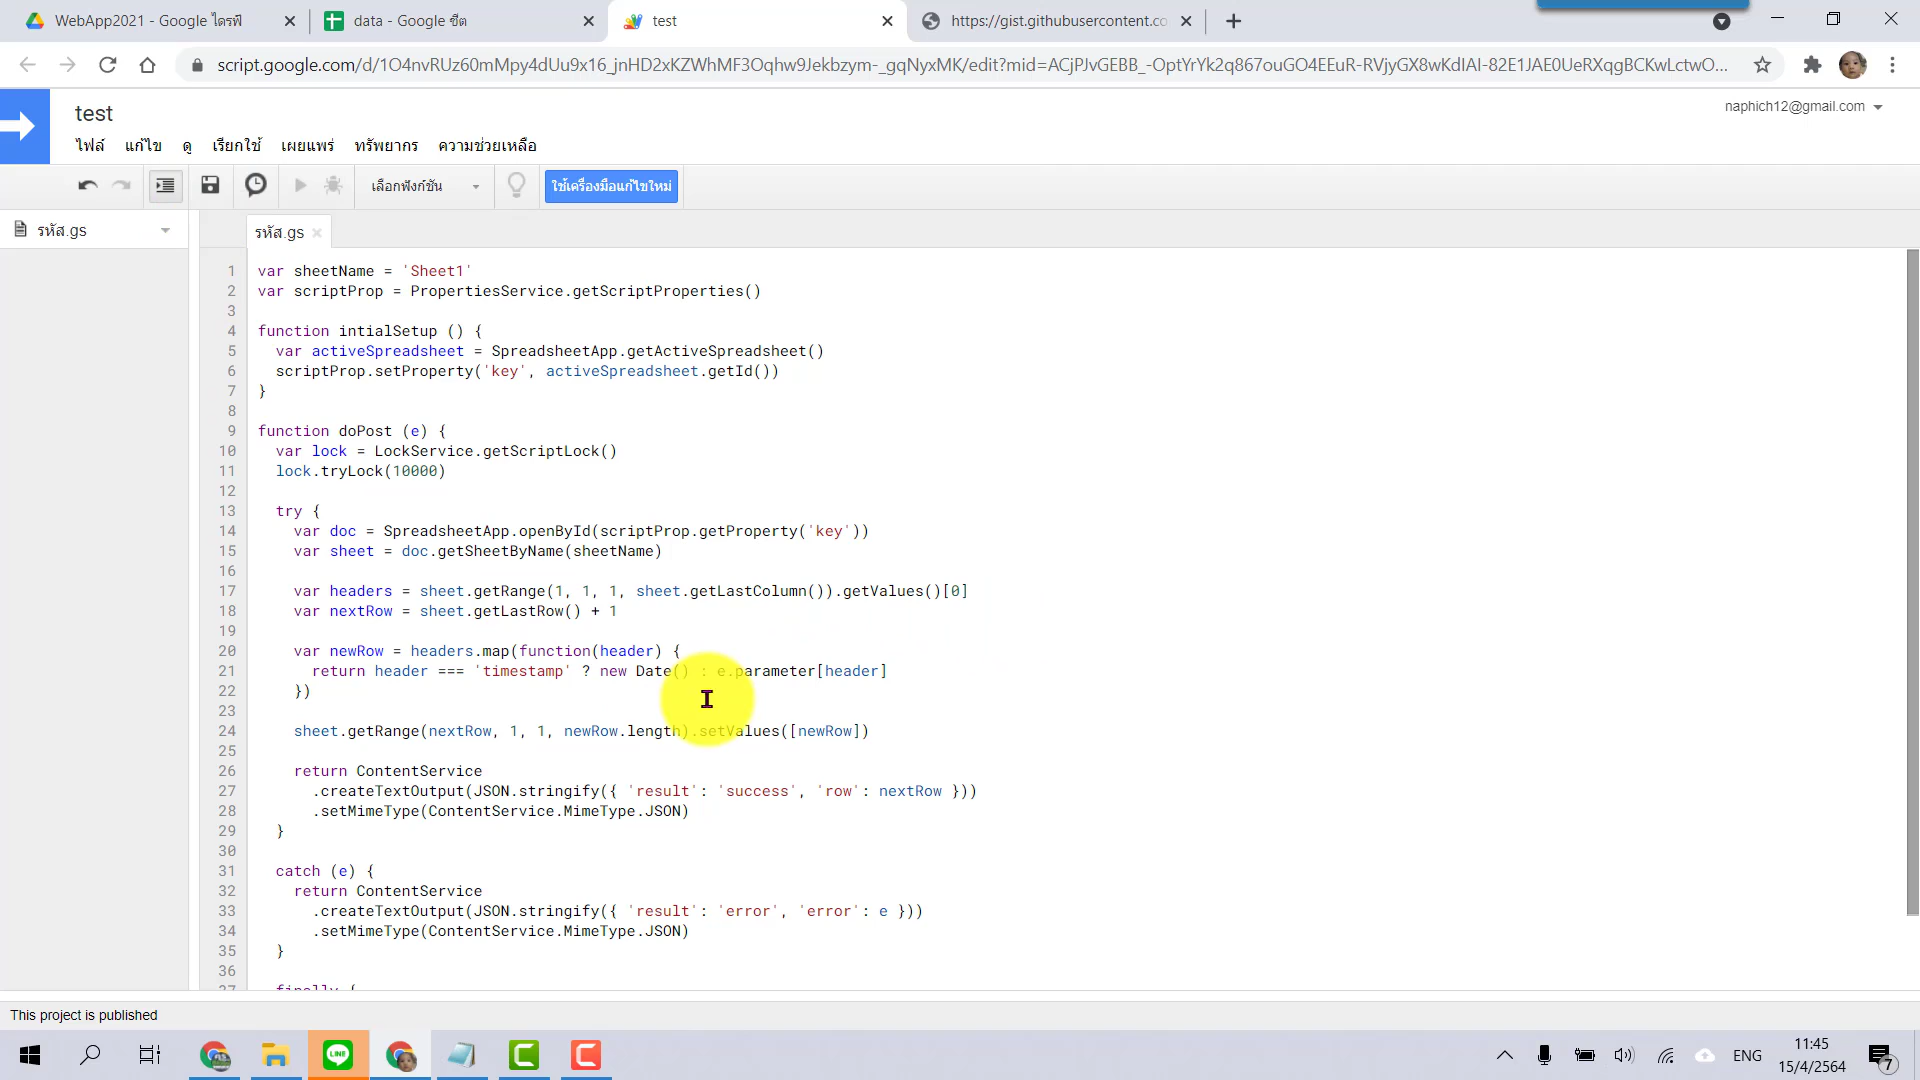 WebApp2021 - Google ไดรฟ์
data - Google ชีต
test
https://gist.githubusercontent.co
script.google.com/d/1O4nvRUz60mMpy4dUu9x16_jnHD2xKZWhMF3Oqhw9Jekbzym-_gqNyxMK/edit?mid=ACjPJvGEBB_-OptYrYk2q867ouGO4EEuR-RVjyGX8wKdIAI-82E1JAE0UeRXqgBCKwLctwO...
test
naphich12@gmail.com
ไฟล์ แก้ไข ดู เรียกใช้ เผยแพร่ ทรัพยากร ความช่วยเหลือ
เลือกฟังก์ชัน
ใช้เครื่องมือแก้ไขใหม่
รหัส.gs
รหัส.gs
1 var sheetName = 'Sheet1'
2 var scriptProp = PropertiesService.getScriptProperties()
3
4 function intialSetup () {
5 var activeSpreadsheet = SpreadsheetApp.getActiveSpreadsheet()
6 scriptProp.setProperty('key', activeSpreadsheet.getId())
7 }
8
9 function doPost (e) {
10 var lock = LockService.getScriptLock()
11 lock.tryLock(10000)
12
13 try {
14 var doc = SpreadsheetApp.openById(scriptProp.getProperty('key'))
15 var sheet = doc.getSheetByName(sheetName)
16
17 var headers = sheet.getRange(1, 1, 1, sheet.getLastColumn()).getValues()[0]
18 var nextRow = sheet.getLastRow() + 1
19
20 var newRow = headers.map(function(header) {
21 return header === 'timestamp' ? new Date() : e.parameter[header]
22 })
23
24 sheet.getRange(nextRow, 1, 1, newRow.length).setValues([newRow])
25
26 return ContentService
27 .createTextOutput(JSON.stringify({ 'result': 'success', 'row': nextRow }))
28 .setMimeType(ContentService.MimeType.JSON)
29 }
30
31 catch (e) {
32 return ContentService
33 .createTextOutput(JSON.stringify({ 'result': 'error', 'error': e }))
34 .setMimeType(ContentService.MimeType.JSON)
35 }
36
37 finally {
This project is published
LINE
ENG
11:45
15/4/2564
7